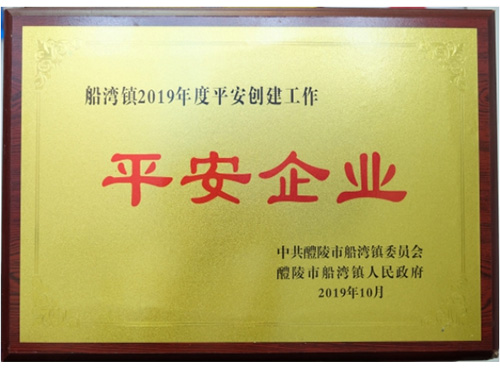 船湾镇2019年度平安创建工作
平安企业
中共醴陵市船湾镇委员会
醴陵市船湾镇人民政府
2019年10月